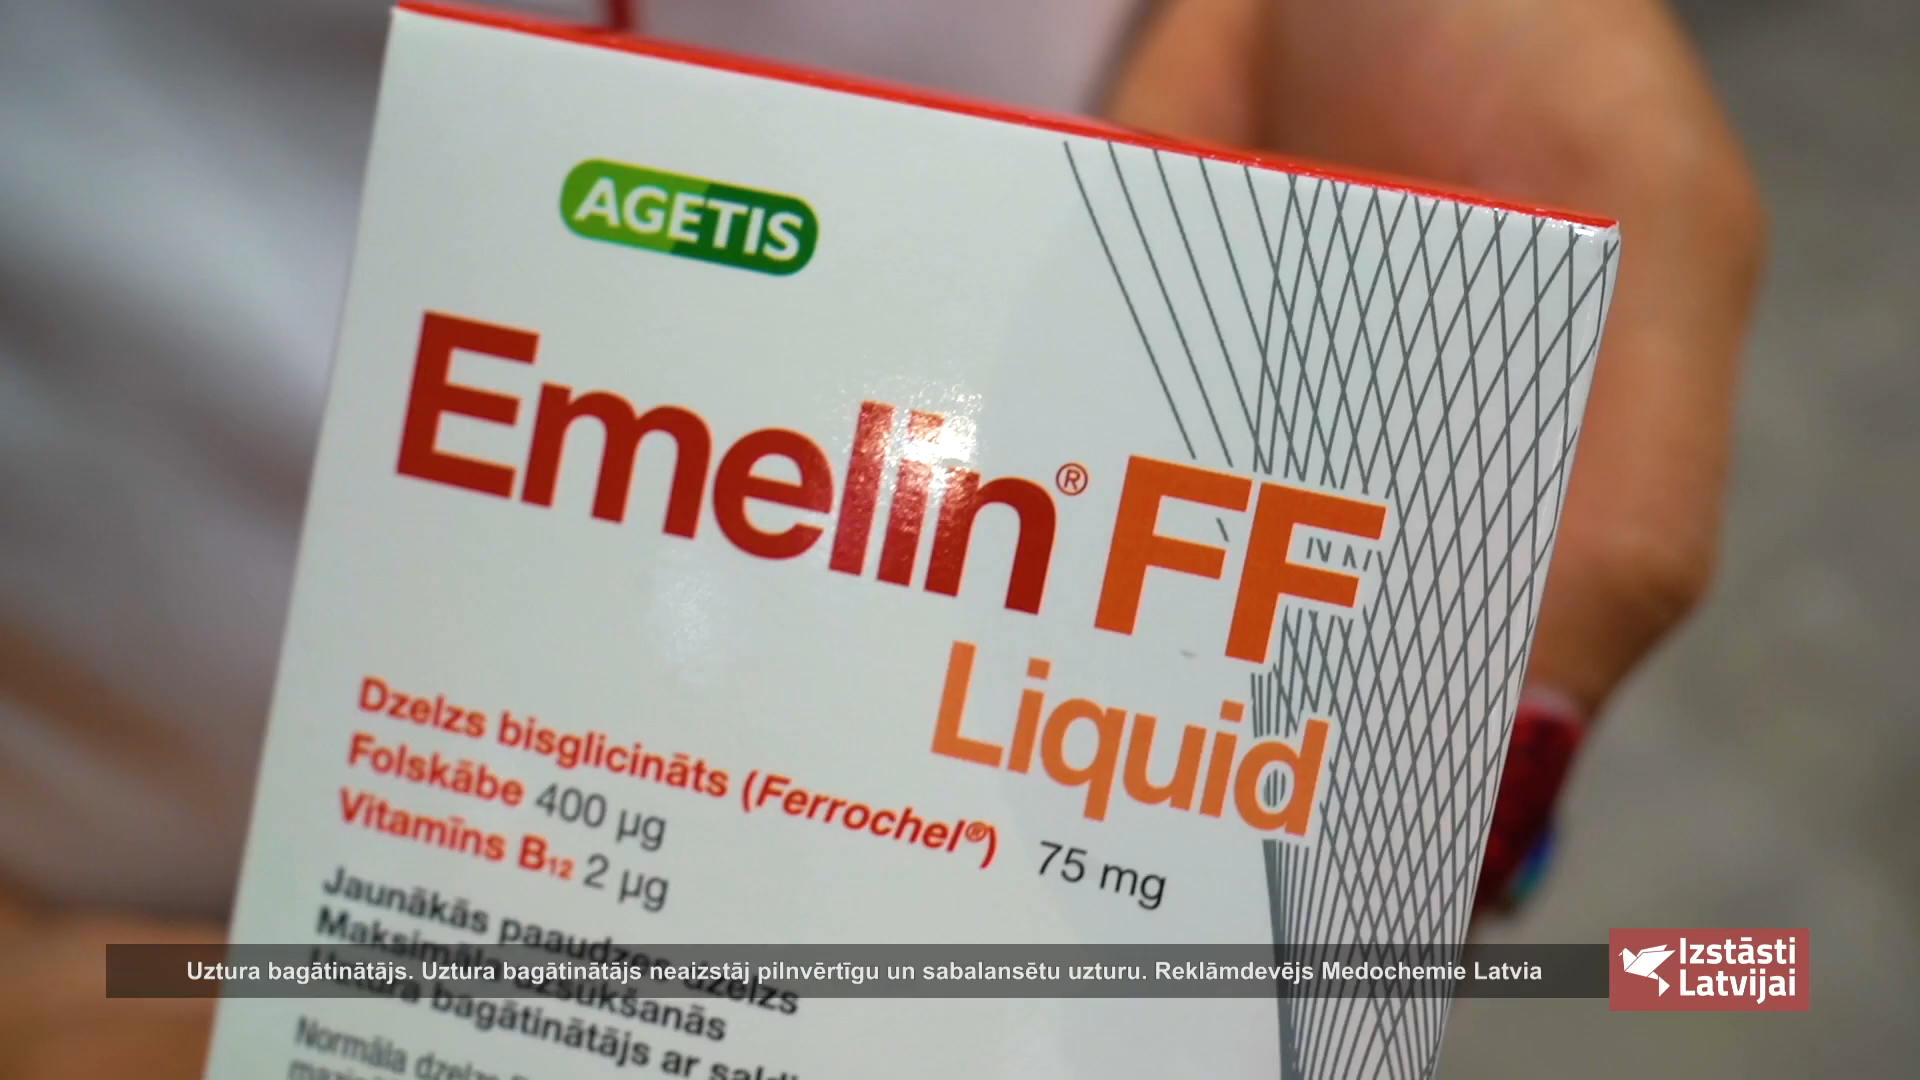 AGETIS
Emelin® FF
Liquid
Dzelzs bisglicināts (Ferrochel®) 75 mg
Folskābe 400 µg
Vitamīns B12 2 µg
Jaunākās paaudzes dzelzs
Maksimāla uzsūkšanās
Uztura bagātinātājs ar
Normāla
Uztura bagātinātājs. Uztura bagātinātājs neaizstāj pilnvērtīgu un sabalansētu uzturu. Reklāmdevējs Medochemie Latvia
Izstāsti
Latvijai